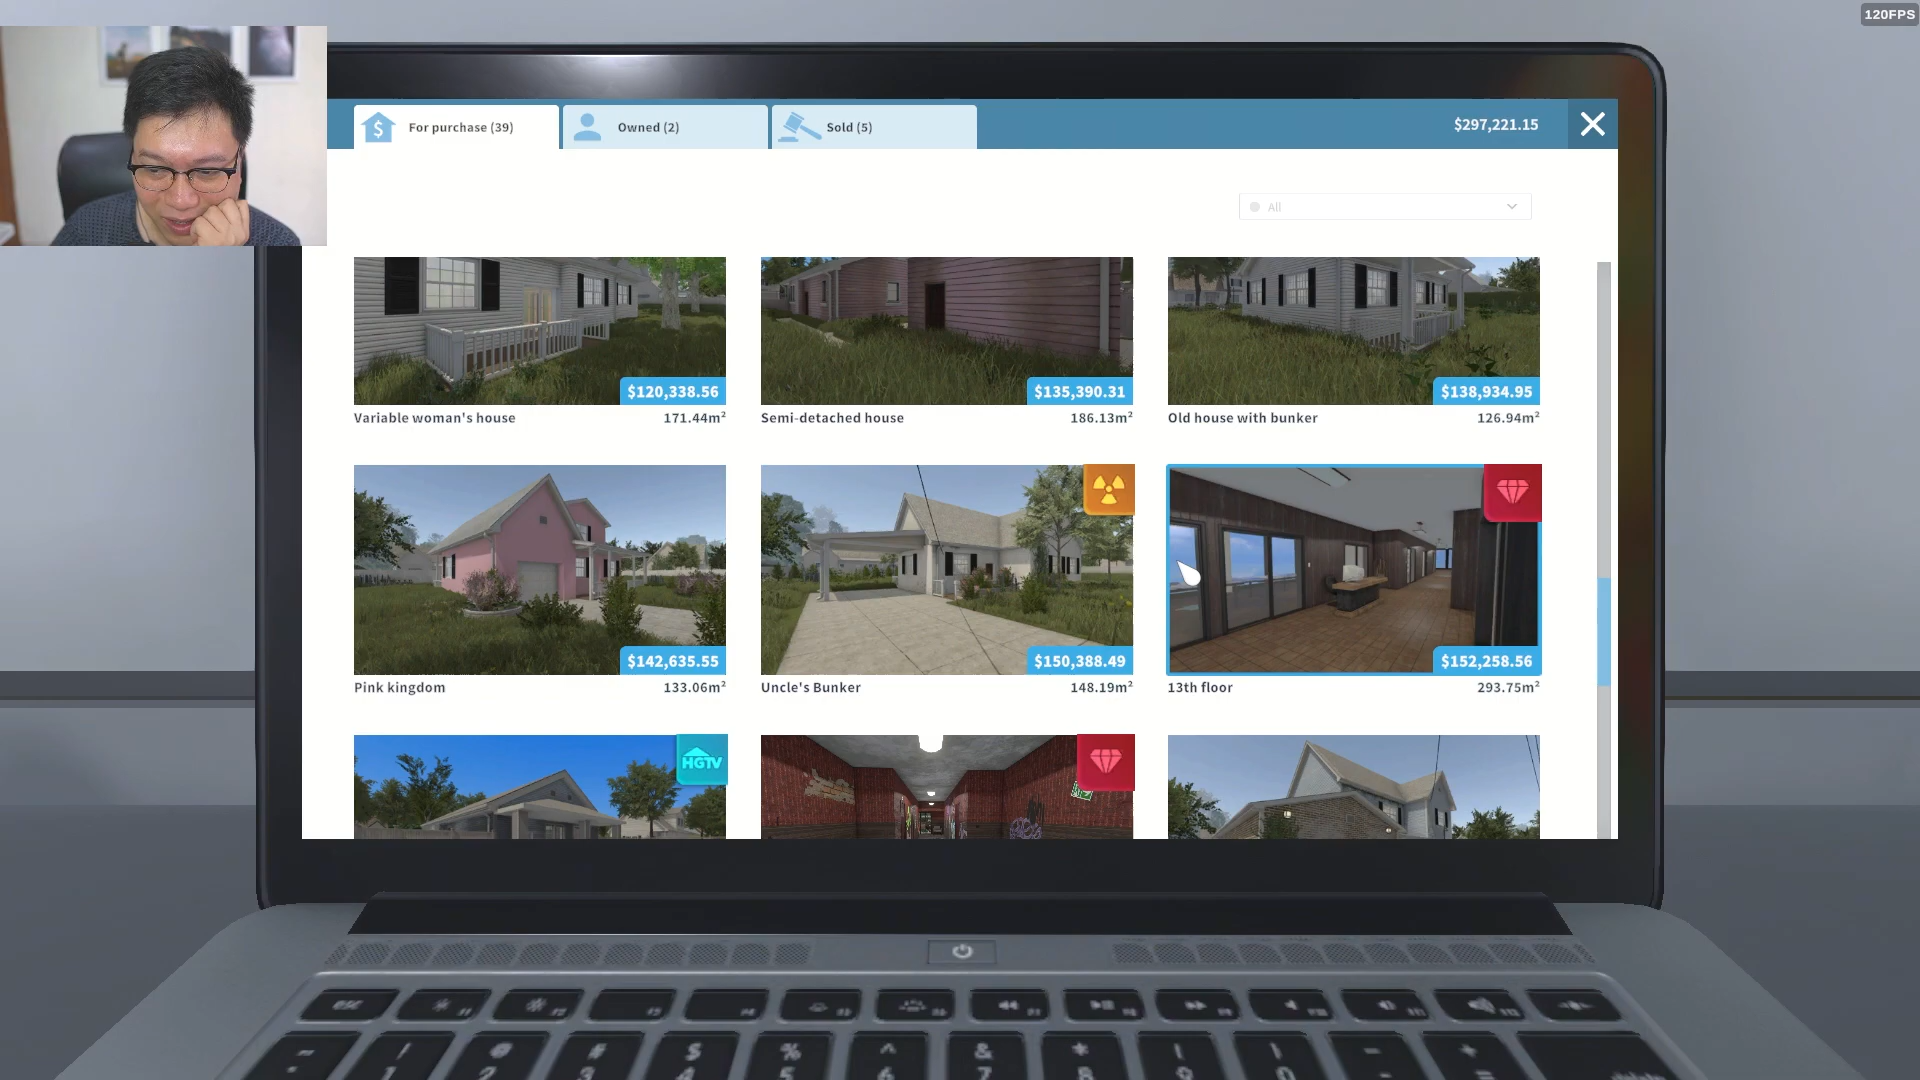 120FPS
For purchase (39)
Owned (2)
Sold (5)
$297,221.15
All
$120,338.56
$135,390.31
$138,934.95
Variable woman's house
171.44m²
Semi-detached house
186.13m²
Old house with bunker
126.94m²
$142,635.55
$150,388.49
$152,258.56
Pink kingdom
133.06m²
Uncle's Bunker
148.19m²
13th floor
293.75m²
HGTV
esc